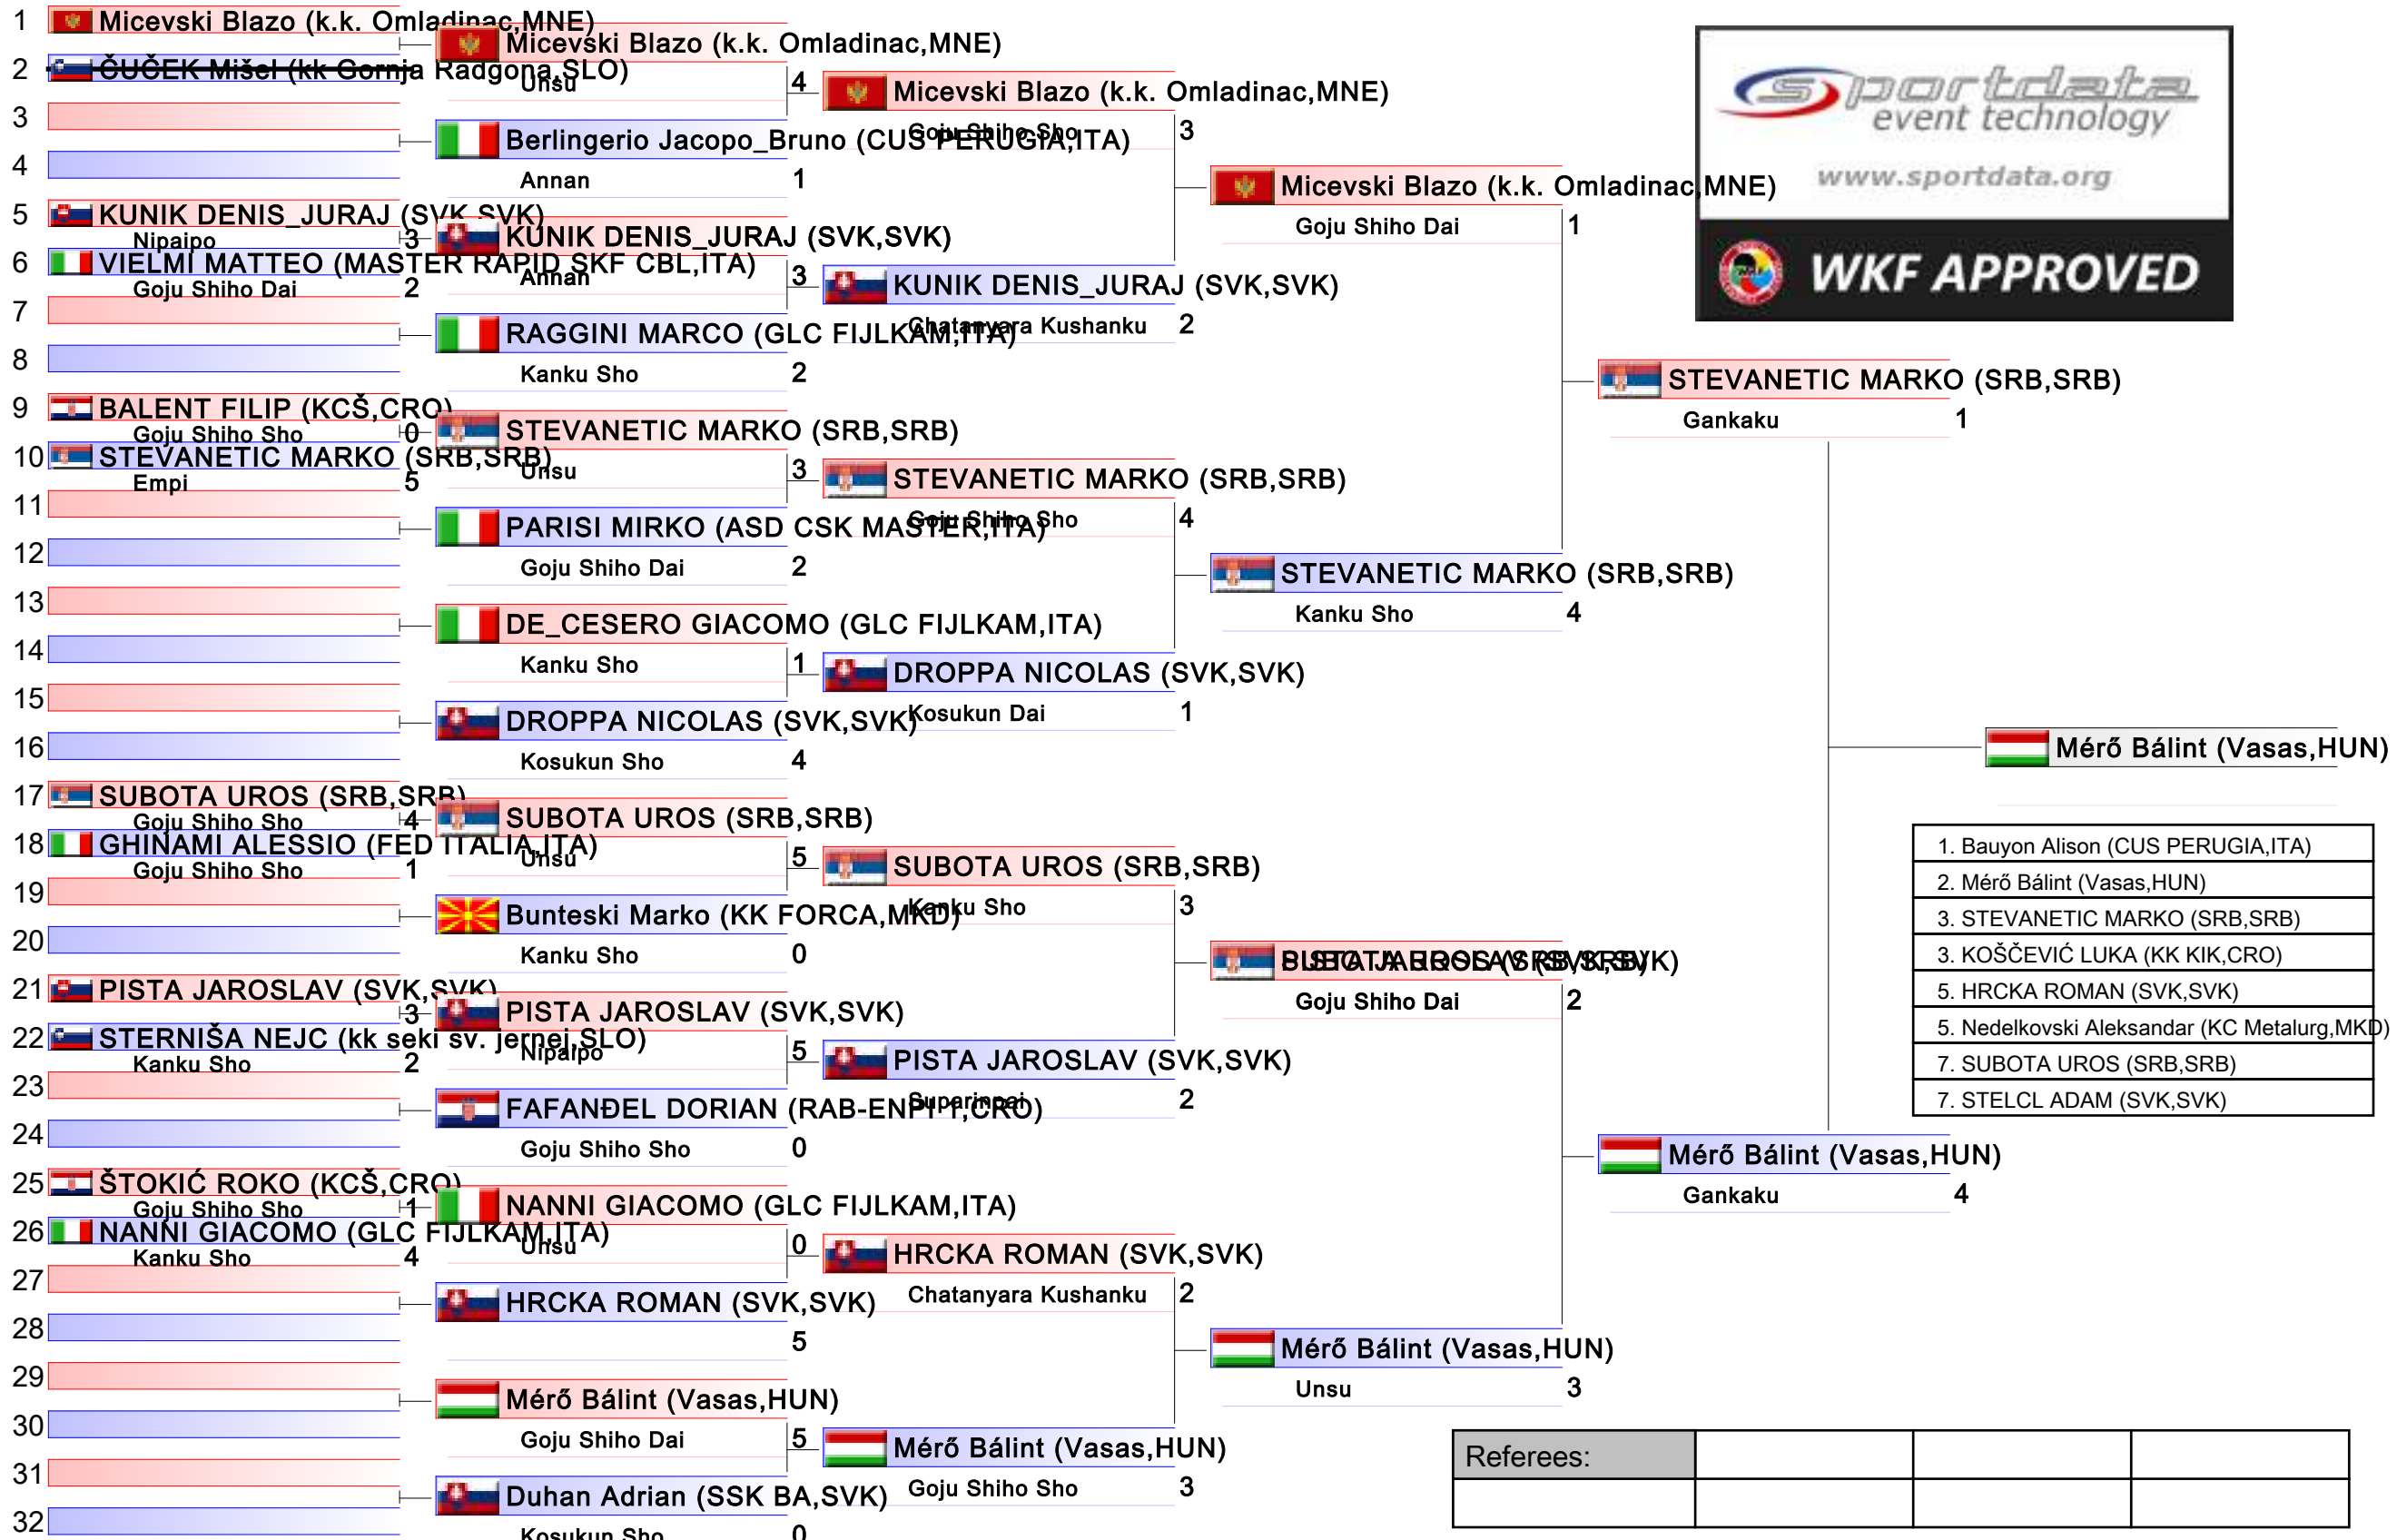 1 Micevski Blazo (k.k. Omladinac,MNE)
2 ČUČEK Mišel (kk Gornja Radgona,SLO)
3
4
5 KUNIK DENIS_JURAJ (SVK,SVK)
Nipaipo 3
6 VIELMI MATTEO (MASTER RAPID SKF CBL,ITA)
Goju Shiho Dai 2
7
8
9 BALENT FILIP (KCŠ,CRO)
Goju Shiho Sho 0
10 STEVANETIC MARKO (SRB,SRB)
Empi 5
11
12
13
14
15
16
17 SUBOTA UROS (SRB,SRB)
Goju Shiho Sho 4
18 GHINAMI ALESSIO (FED ITALIA,ITA)
Goju Shiho Sho 1
19
20
21 PISTA JAROSLAV (SVK,SVK)
3
22 STERNIŠA NEJC (kk seki sv. jernej,SLO)
Kanku Sho 2
23
24
25 ŠTOKIĆ ROKO (KCŠ,CRO)
Goju Shiho Sho 1
26 NANNI GIACOMO (GLC FIJLKAM,ITA)
Kanku Sho 4
27
28
29
30
31
32
Micevski Blazo (k.k. Omladinac,MNE)
Unsu 4
Berlingerio Jacopo_Bruno (CUS PERUGIA,ITA)
Annan 1
KUNIK DENIS_JURAJ (SVK,SVK)
Annan 3
RAGGINI MARCO (GLC FIJLKAM,ITA)
Kanku Sho 2
STEVANETIC MARKO (SRB,SRB)
Unsu 3
PARISI MIRKO (ASD CSK MASTER,ITA)
Goju Shiho Dai 2
DE_CESERO GIACOMO (GLC FIJLKAM,ITA)
Kanku Sho 1
DROPPA NICOLAS (SVK,SVK)
Kosukun Sho 4
SUBOTA UROS (SRB,SRB)
Unsu 5
Bunteski Marko (KK FORCA,MKD)
Kanku Sho 0
PISTA JAROSLAV (SVK,SVK)
Nipaipo 5
FAFANĐEL DORIAN (RAB-ENPI 1,CRO)
Goju Shiho Sho 0
NANNI GIACOMO (GLC FIJLKAM,ITA)
Unsu 0
HRCKA ROMAN (SVK,SVK)
5
Mérő Bálint (Vasas,HUN)
Goju Shiho Dai 5
Duhan Adrian (SSK BA,SVK)
Kosukun Sho 0
Micevski Blazo (k.k. Omladinac,MNE)
Goju Shiho Sho 3
KUNIK DENIS_JURAJ (SVK,SVK)
Chatanyara Kushanku 2
STEVANETIC MARKO (SRB,SRB)
Goju Shiho Sho 4
DROPPA NICOLAS (SVK,SVK)
Kosukun Dai 1
SUBOTA UROS (SRB,SRB)
Kanku Sho 3
PISTA JAROSLAV (SVK,SVK)
Suparinpai 2
HRCKA ROMAN (SVK,SVK)
Chatanyara Kushanku 2
Mérő Bálint (Vasas,HUN)
Goju Shiho Sho 3
Micevski Blazo (k.k. Omladinac,MNE)
Goju Shiho Dai 1
STEVANETIC MARKO (SRB,SRB)
Kanku Sho 4
SUBOTA UROS (SRB,SRB)
PISTA JAROSLAV (SVK,SVK)
Goju Shiho Dai 2
Mérő Bálint (Vasas,HUN)
Unsu 3
STEVANETIC MARKO (SRB,SRB)
Gankaku 1
Mérő Bálint (Vasas,HUN)
Gankaku 4
Mérő Bálint (Vasas,HUN)
sportdata
event technology
www.sportdata.org
WKF APPROVED
1. Bauyon Alison (CUS PERUGIA,ITA)
2. Mérő Bálint (Vasas,HUN)
3. STEVANETIC MARKO (SRB,SRB)
3. KOŠČEVIĆ LUKA (KK KIK,CRO)
5. HRCKA ROMAN (SVK,SVK)
5. Nedelkovski Aleksandar (KC Metalurg,MKD)
7. SUBOTA UROS (SRB,SRB)
7. STELCL ADAM (SVK,SVK)
Referees: